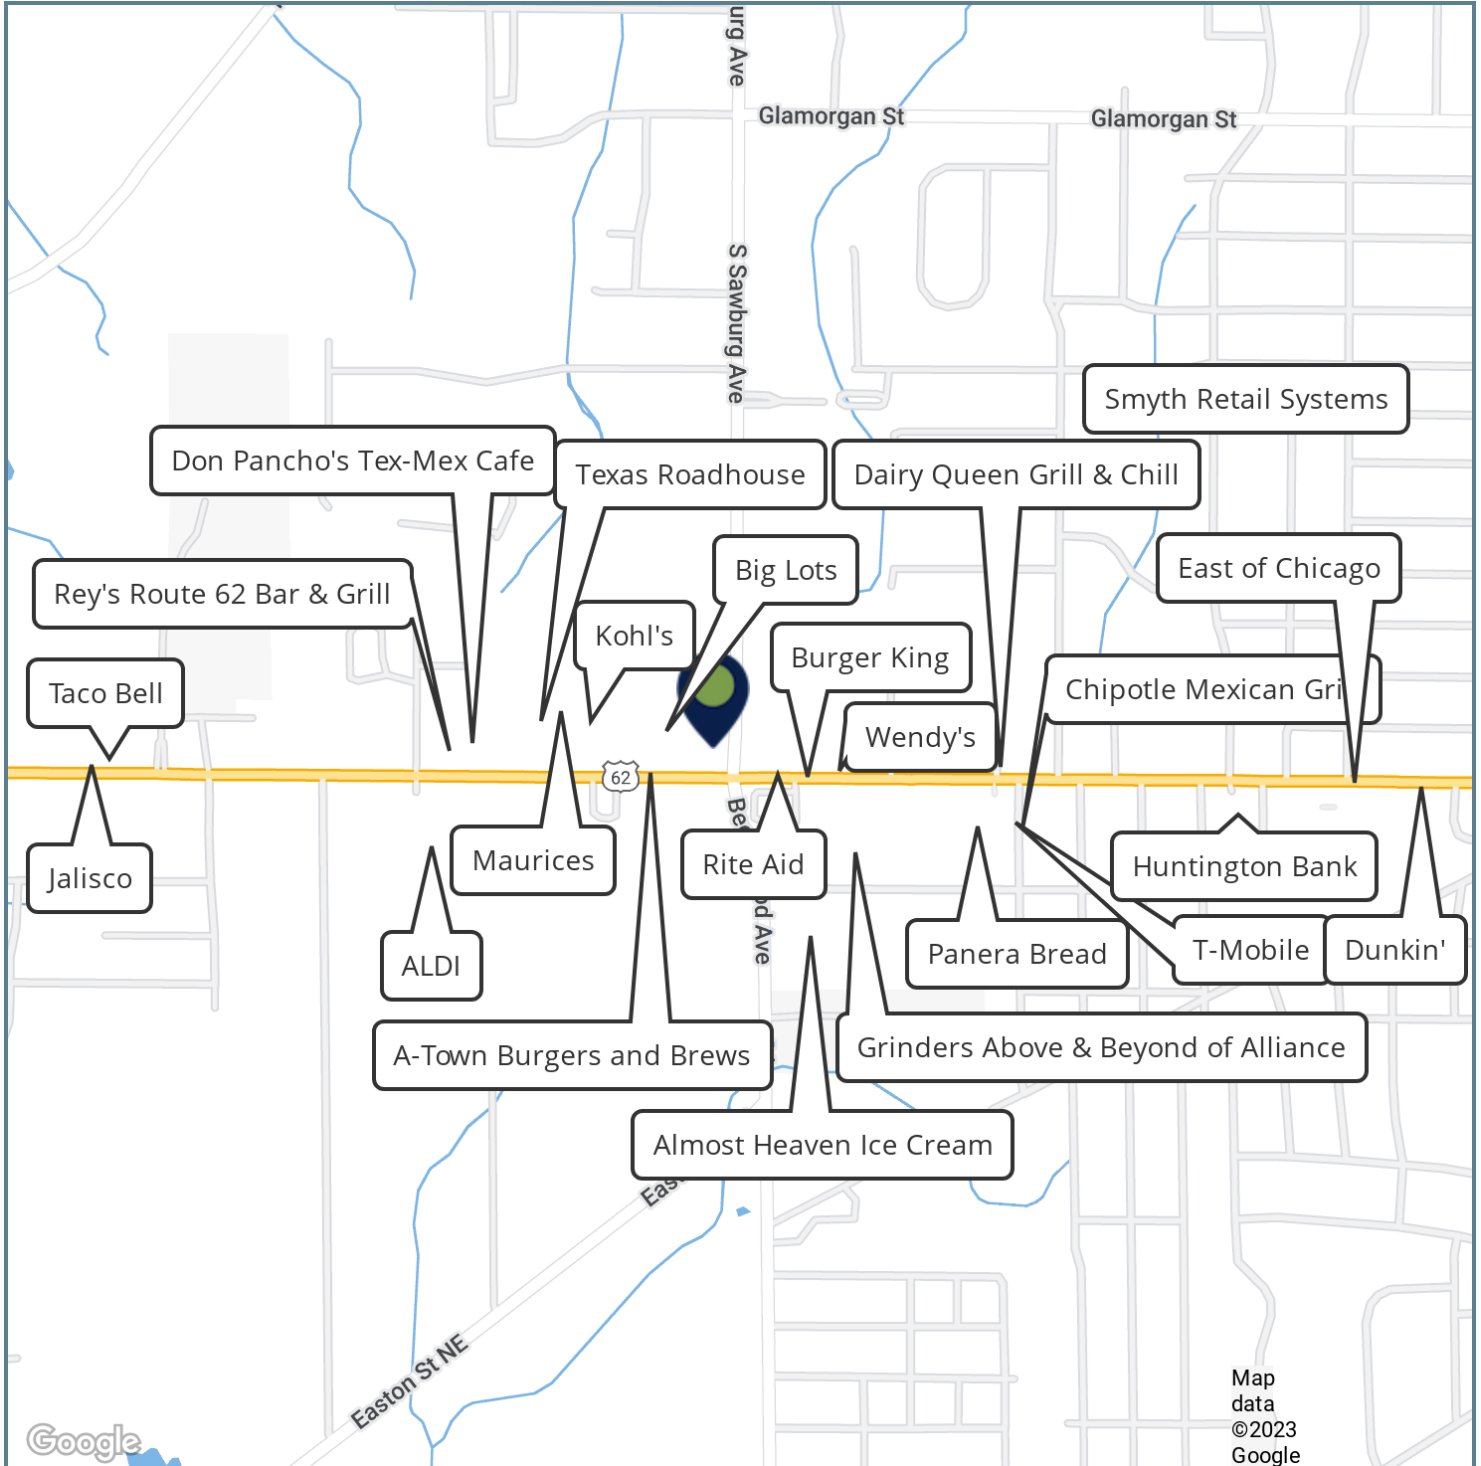 urg Ave
Glamorgan St
Glamorgan St
S Sawburg Ave
Smyth Retail Systems
Don Pancho's Tex-Mex Cafe
Texas Roadhouse
Dairy Queen Grill & Chill
Big Lots
East of Chicago
Rey's Route 62 Bar & Grill
Kohl's
Burger King
Taco Bell
Chipotle Mexican Gri
Wendy's
62
Be
od Ave
Maurices
Rite Aid
Huntington Bank
Jalisco
ALDI
Panera Bread
T-Mobile
Dunkin'
A-Town Burgers and Brews
Grinders Above & Beyond of Alliance
Almost Heaven Ice Cream
Eas
Easton St NE
Map
data
©2023
Google
Google